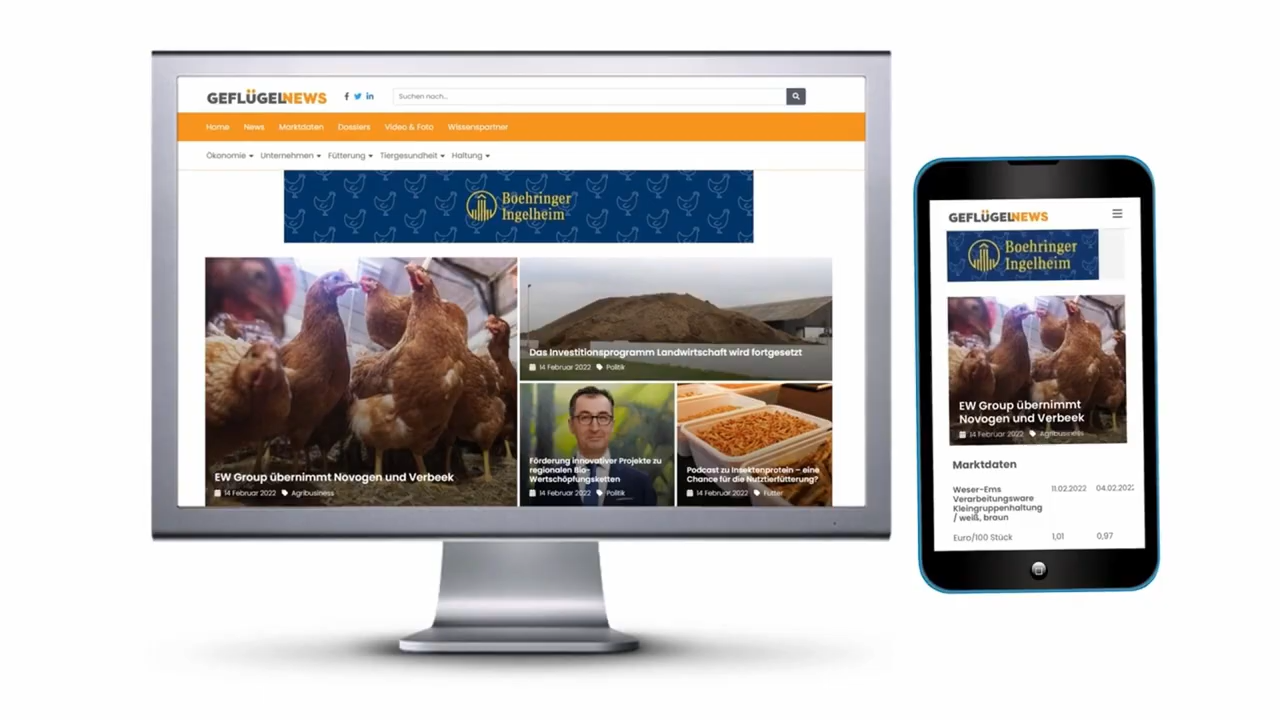 GEFLÜGELNEWS
Suchen nach...
Home News Marktdaten Dossiers Video & Foto Wissenspartner
Ökonomie Unternehmen Fütterung Tiergesundheit Haltung
Boehringer
Ingelheim
EW Group übernimmt Novogen und Verbeek
14 Februar 2022 Agribusiness
Das Investitionsprogramm Landwirtschaft wird fortgesetzt
14 Februar 2022 Politik
Förderung innovativer Projekte zu
regionalen Bio-
Wertschöpfungsketten
14 Februar 2022 Politik
Podcast zu Insektenprotein – eine
Chance für die Nutztierfütterung?
14 Februar 2022 Futter
GEFLÜGELNEWS
Boehringer
Ingelheim
EW Group übernimmt
Novogen und Verbeek
14 Februar 2022 Agribusiness
Marktdaten
Weser-Ems 11.02.2022 04.02.202
Verarbeitungsware
Kleingruppenhaltung
/ weiß, braun
Euro/100 Stück 1,01 0,97